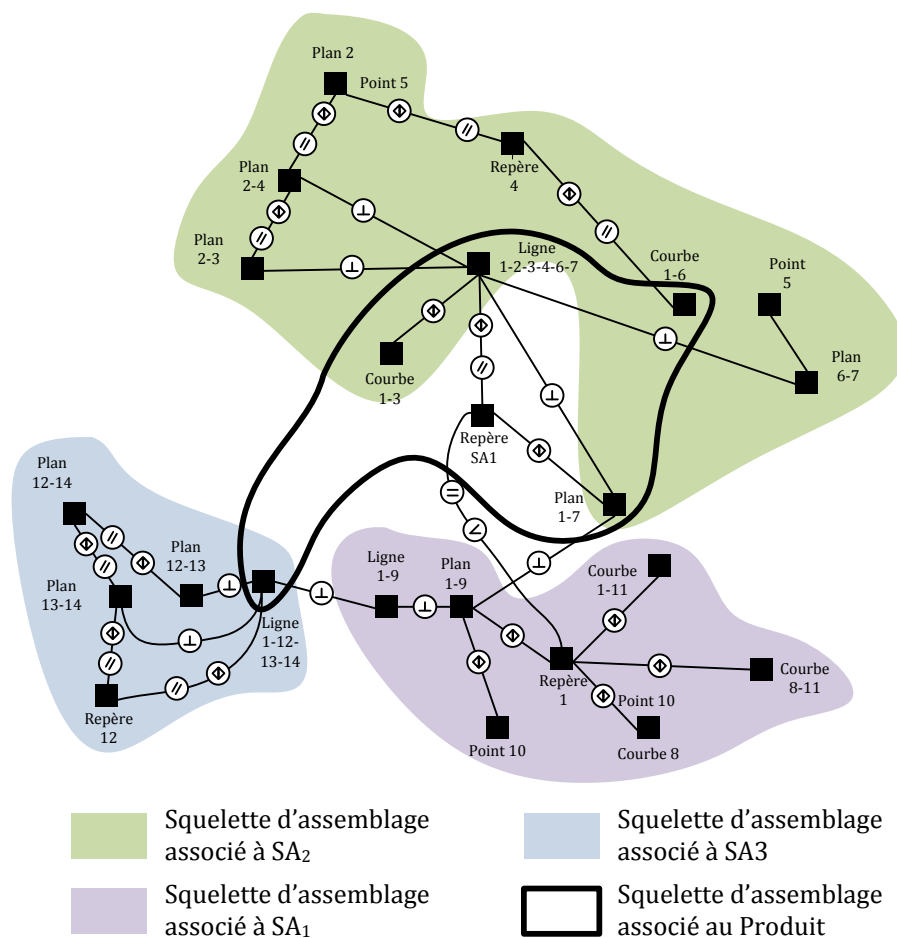 Plan 2
Point 5
Plan
2-4
Repère
4
Plan
2-3
Ligne
1-2-3-4-6-7
Courbe
1-6
Point
5
Plan
6-7
Courbe
1-3
Repère
SA1
Plan
1-7
Plan
12-14
Plan
12-13
Plan
13-14
Ligne
1-12-
13-14
Repère
12
Ligne
1-9
Plan
1-9
Courbe
1-11
Repère
1
Courbe
8-11
Point 10
Point 10
Courbe 8
Squelette d'assemblage
associé à SA2
Squelette d'assemblage
associé à SA3
Squelette d'assemblage
associé à SA1
Squelette d'assemblage
associé au Produit